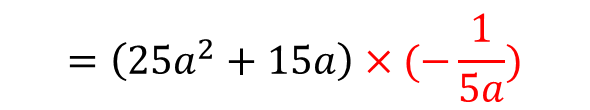 = (25a² + 15a) × (−1/5a)